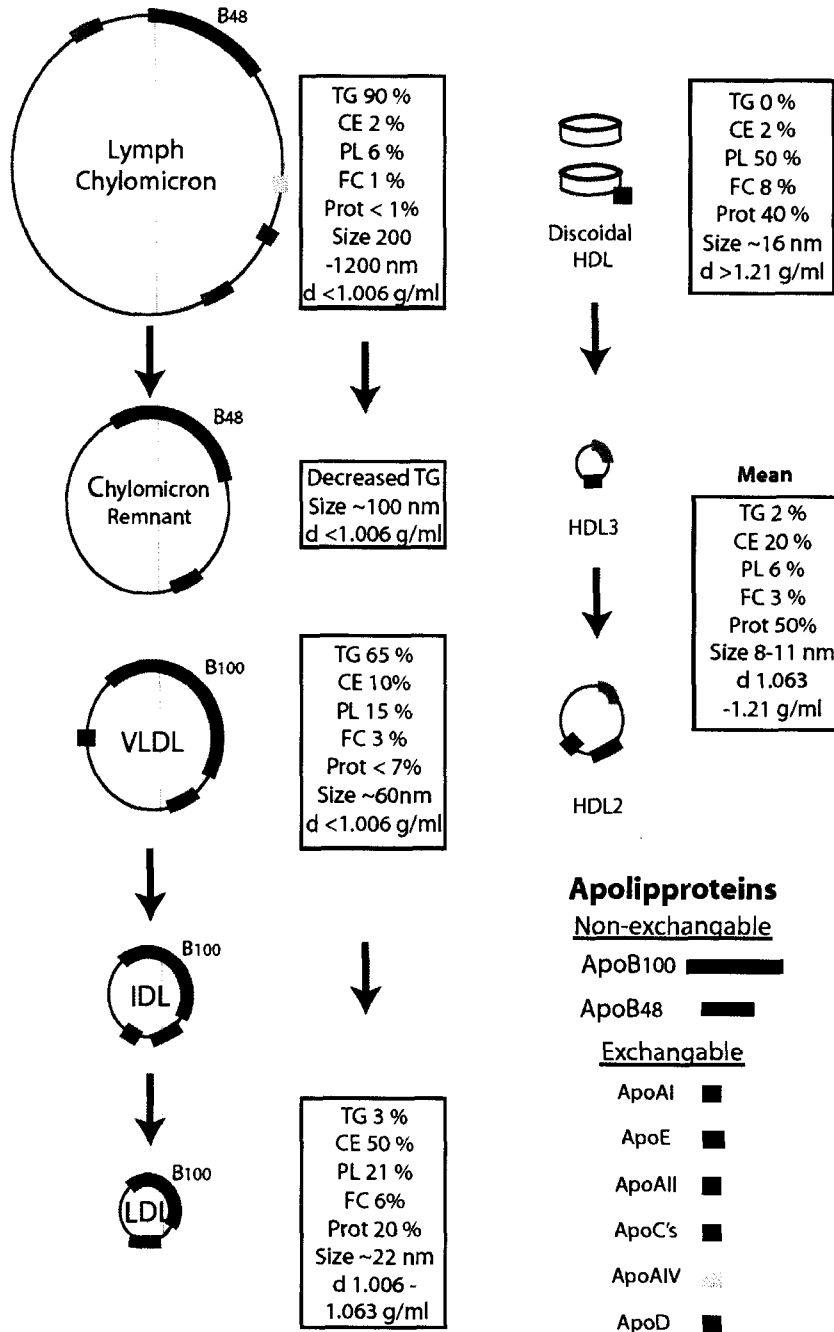 B48
Lymph
Chylomicron
TG 90 %
CE 2 %
PL 6 %
FC 1 %
Prot < 1%
Size 200
-1200 nm
d <1.006 g/ml
B48
Chylomicron
Remnant
Decreased TG
Size ~100 nm
d <1.006 g/ml
B100
VLDL
TG 65 %
CE 10%
PL 15 %
FC 3 %
Prot < 7%
Size ~60nm
d <1.006 g/ml
B100
IDL
B100
LDL
TG 3 %
CE 50 %
PL 21 %
FC 6%
Prot 20 %
Size ~22 nm
d 1.006 -
1.063 g/ml
Discoidal
HDL
TG 0 %
CE 2 %
PL 50 %
FC 8 %
Prot 40 %
Size ~16 nm
d >1.21 g/ml
HDL3
HDL2
Mean
TG 2 %
CE 20 %
PL 6 %
FC 3 %
Prot 50%
Size 8-11 nm
d 1.063
-1.21 g/ml
Apolipproteins
Non-exchangable
ApoB100
ApoB48
Exchangable
ApoAI
ApoE
ApoAII
ApoC's
ApoAIV
ApoD